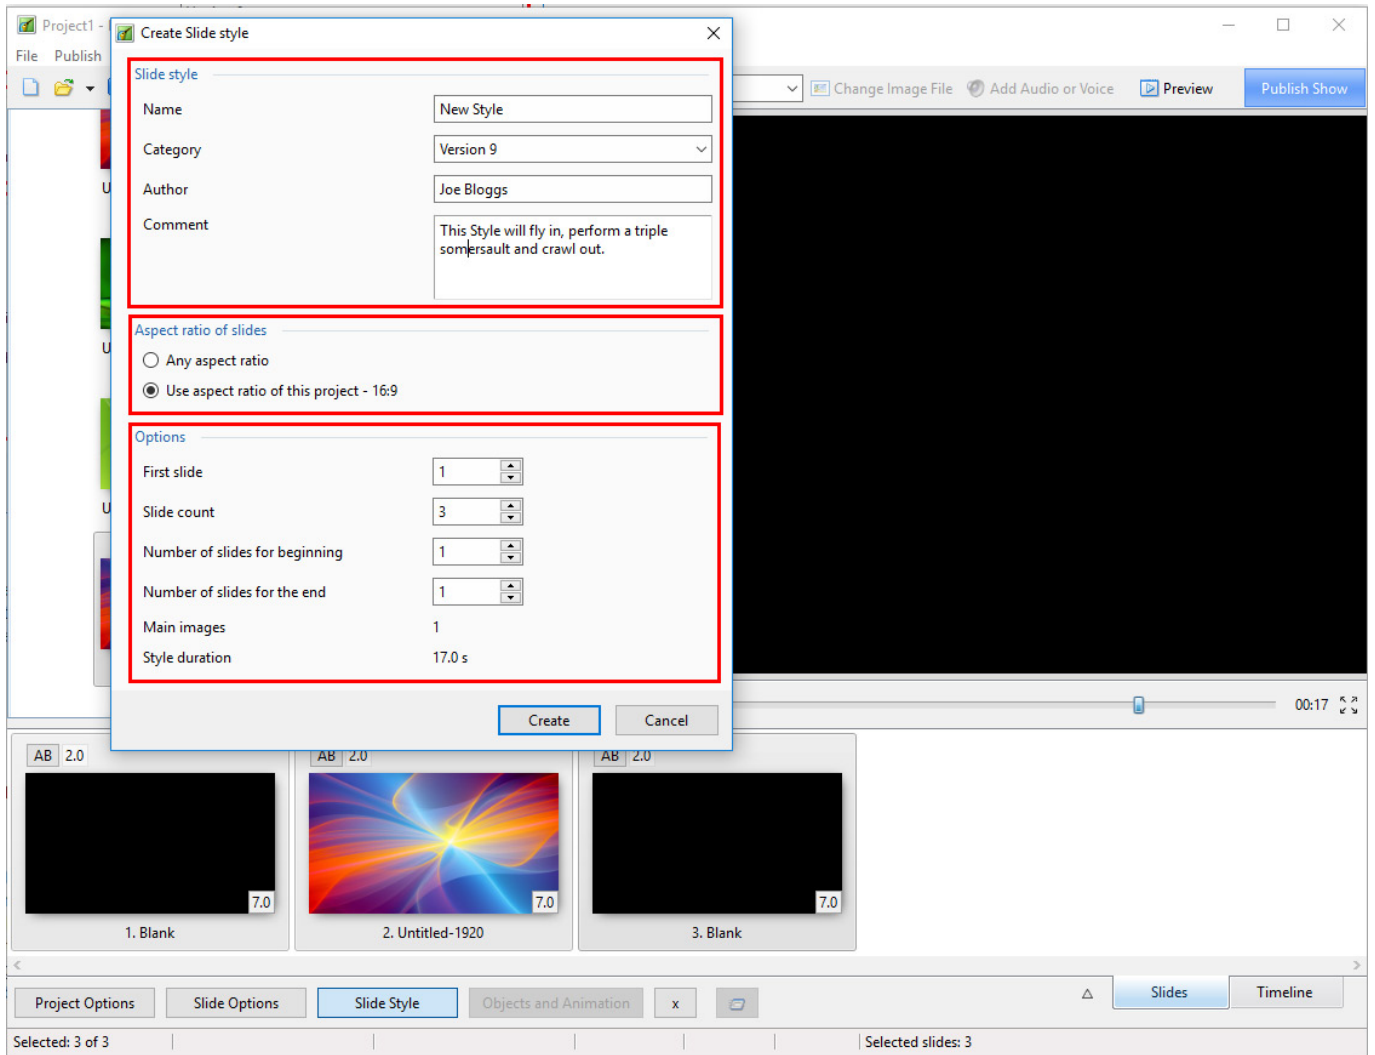 Project1 -
Create Slide style
File Publish
Slide style
Change Image File
Add Audio or Voice
Preview
Publish Show
Name
New Style
Category
Version 9
Author
Joe Bloggs
Comment
This Style will fly in, perform a triple
somersault and crawl out.
Aspect ratio of slides
Any aspect ratio
Use aspect ratio of this project - 16:9
Options
First slide
1
Slide count
3
Number of slides for beginning
1
Number of slides for the end
1
Main images
1
Style duration
17.0 s
00:17
Create
Cancel
AB 2.0
AB 2.0
AB 2.0
7.0
7.0
7.0
1. Blank
2. Untitled-1920
3. Blank
Project Options
Slide Options
Slide Style
Objects and Animation
x
Slides
Timeline
Selected: 3 of 3
Selected slides: 3